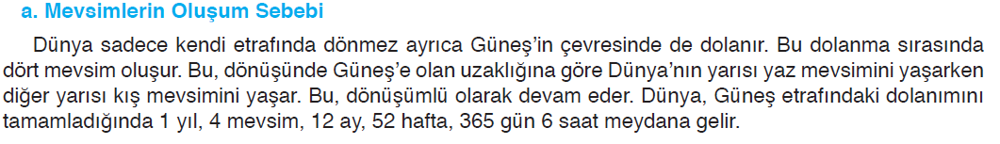 a. Mevsimlerin Oluşum Sebebi
Dünya sadece kendi etrafında dönmez ayrıca Güneş’in çevresinde de dolanır. Bu dolanma sırasında
dört mevsim oluşur. Bu, dönüşünde Güneş’e olan uzaklığına göre Dünya’nın yarısı yaz mevsimini yaşarken
diğer yarısı kış mevsimini yaşar. Bu, dönüşümlü olarak devam eder. Dünya, Güneş etrafındaki dolanımını
tamamladığında 1 yıl, 4 mevsim, 12 ay, 52 hafta, 365 gün 6 saat meydana gelir.